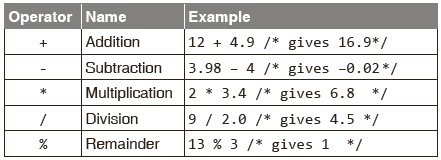 Operator Name Example
+ Addition 12 + 4.9 /* gives 16.9*/
- Subtraction 3.98 – 4 /* gives –0.02*/
* Multiplication 2 * 3.4 /* gives 6.8 */
/ Division 9 / 2.0 /* gives 4.5 */
% Remainder 13 % 3 /* gives 1 */